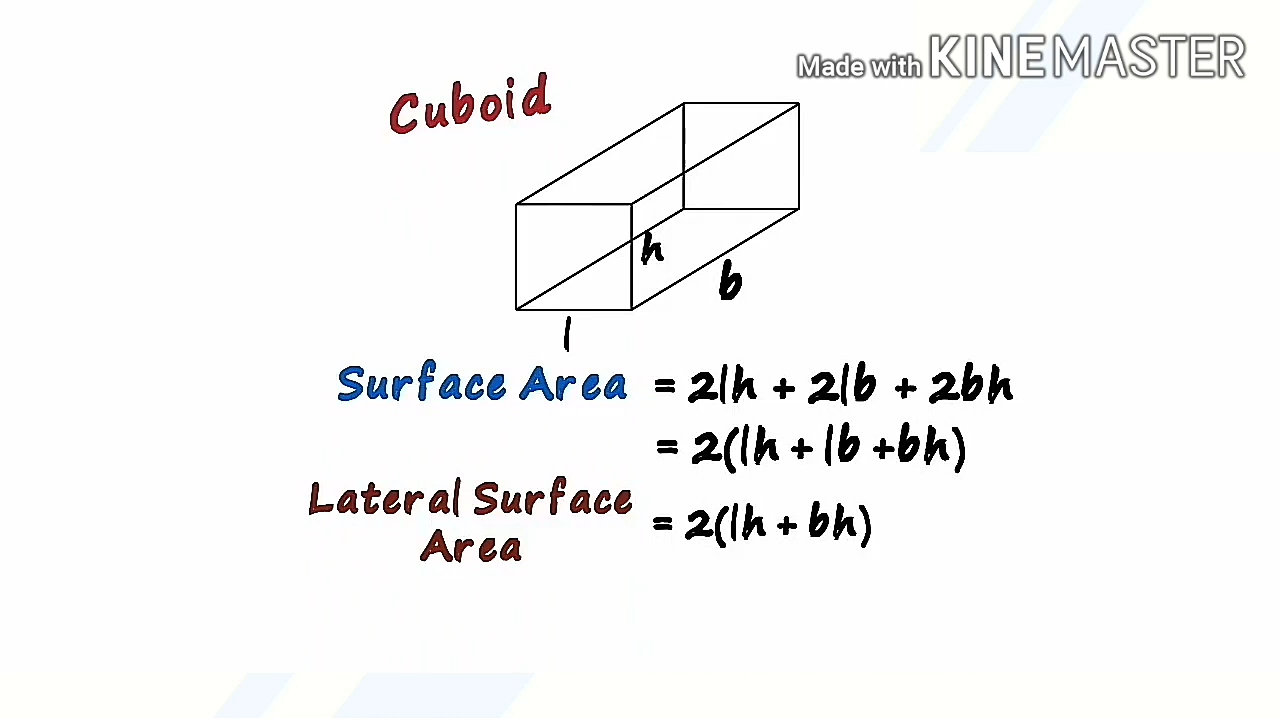 Made with KINEMASTER
Cuboid
h
b
l
Surface Area = 2lh + 2lb + 2bh
= 2(lh + lb +bh)
Lateral Surface
Area
= 2(lh + bh)